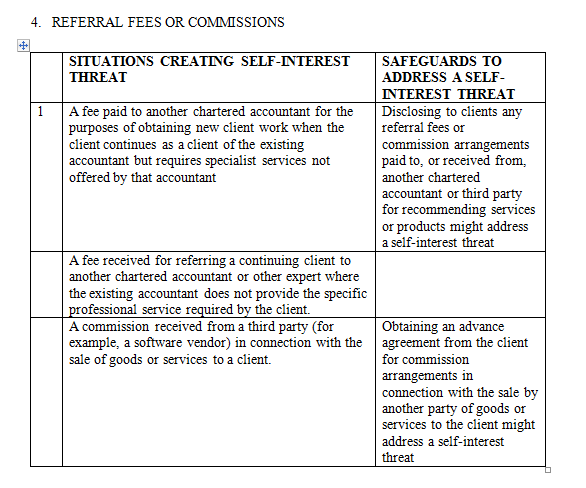 4. REFERRAL FEES OR COMMISSIONS
SITUATIONS CREATING SELF-INTEREST
THREAT
SAFEGUARDS TO
ADDRESS A SELF-
INTEREST THREAT
1
A fee paid to another chartered accountant for the
purposes of obtaining new client work when the
client continues as a client of the existing
accountant but requires specialist services not
offered by that accountant
Disclosing to clients any
referral fees or
commission arrangements
paid to, or received from,
another chartered
accountant or third party
for recommending services
or products might address
a self-interest threat
A fee received for referring a continuing client to
another chartered accountant or other expert where
the existing accountant does not provide the specific
professional service required by the client.
A commission received from a third party (for
example, a software vendor) in connection with the
sale of goods or services to a client.
Obtaining an advance
agreement from the client
for commission
arrangements in
connection with the sale by
another party of goods or
services to the client might
address a self-interest
threat